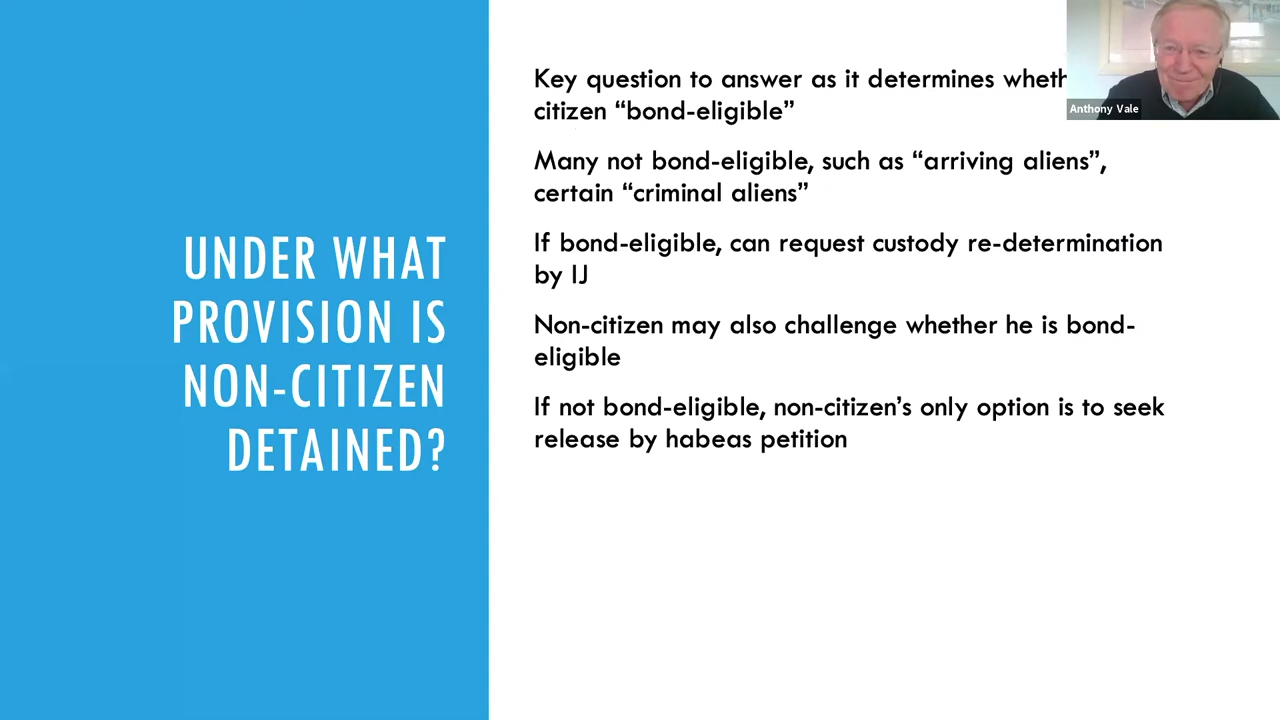 UNDER WHAT
PROVISION IS
NON-CITIZEN
DETAINED?
Key question to answer as it determines
citizen “bond-eligible”
Many not bond-eligible, such as “arriving aliens”,
certain “criminal aliens”
If bond-eligible, can request custody re-determination
by IJ
Non-citizen may also challenge whether he is bond-
eligible
If not bond-eligible, non-citizen’s only option is to seek
release by habeas petition
Anthony Vale